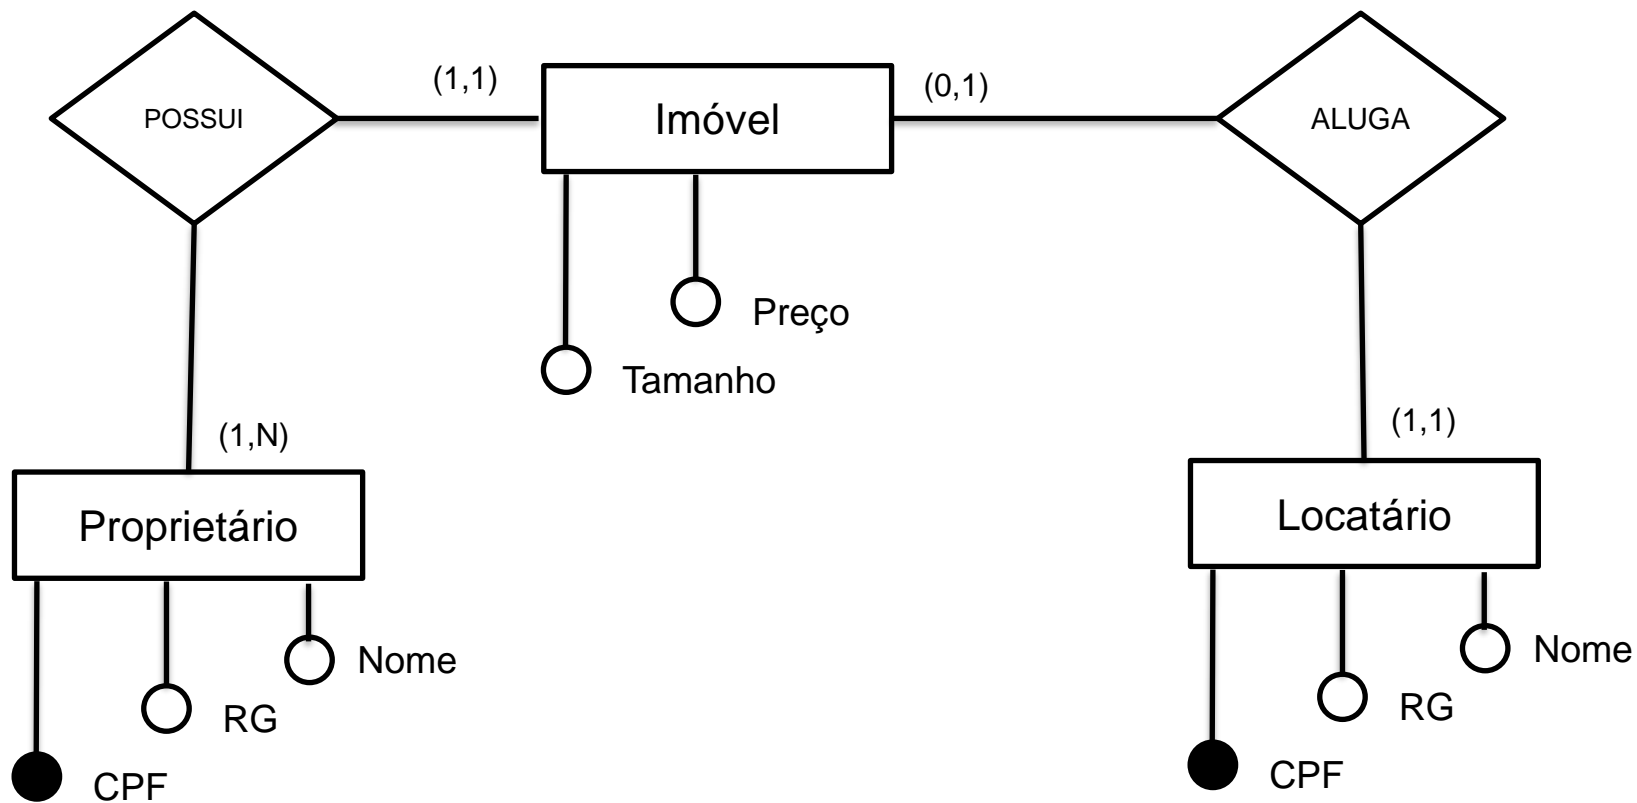 POSSUI
(1,1)
Imóvel
(0,1)
ALUGA
Preço
Tamanho
(1,N)
Proprietário
Nome
RG
CPF
(1,1)
Locatário
Nome
RG
CPF